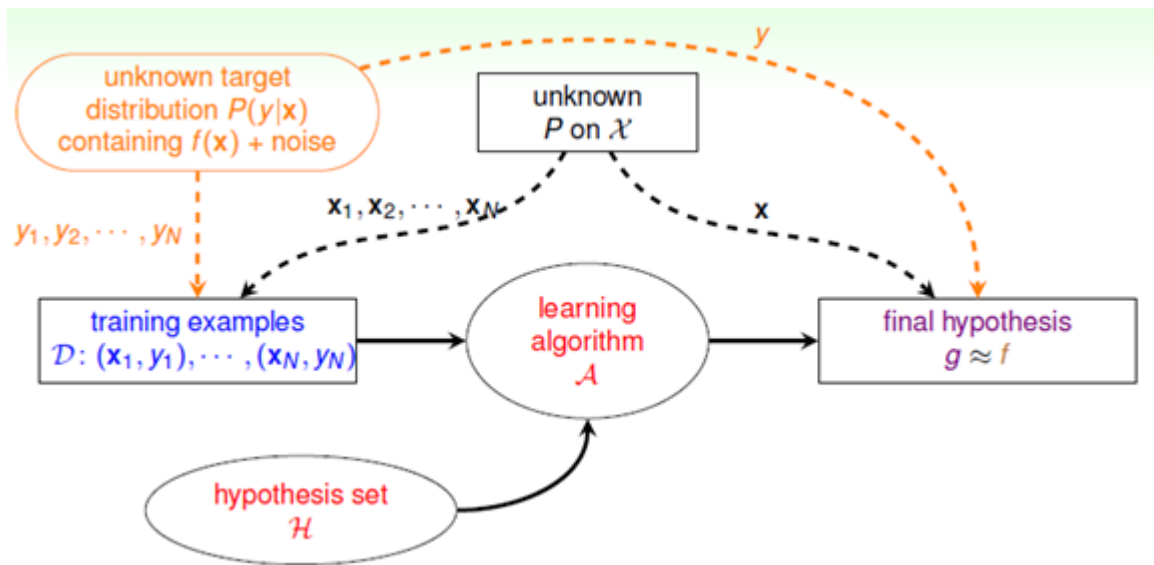 y
unknown target
distribution P(y|𝐱)
containing f(𝐱) + noise
unknown
P on 𝒳
y₁, y₂, ⋯ , y_N
𝐱₁, 𝐱₂, ⋯ , 𝐱_N
𝐱
training examples
𝒟: (𝐱₁, y₁), ⋯ , (𝐱_N, y_N)
learning
algorithm
𝒜
final hypothesis
g ≈ f
hypothesis set
ℋ